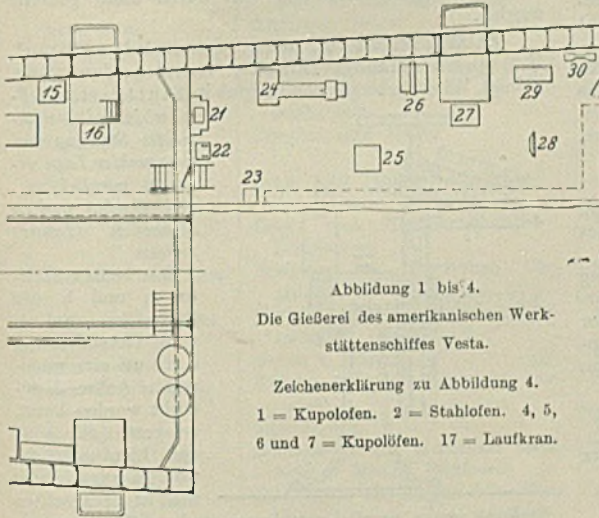 30
24
29
26
15
27
21
16
28
22
25
23
Abbildung 1 bis 4.
Die Gießerei des amerikanischen Werk-
stättenschiffes Vesta.
Zeichenerklärung zu Abbildung 4.
1 = Kupolofen. 2 = Stahlofen. 4, 5,
6 und 7 = Kupolöfen. 17 = Laufkran.